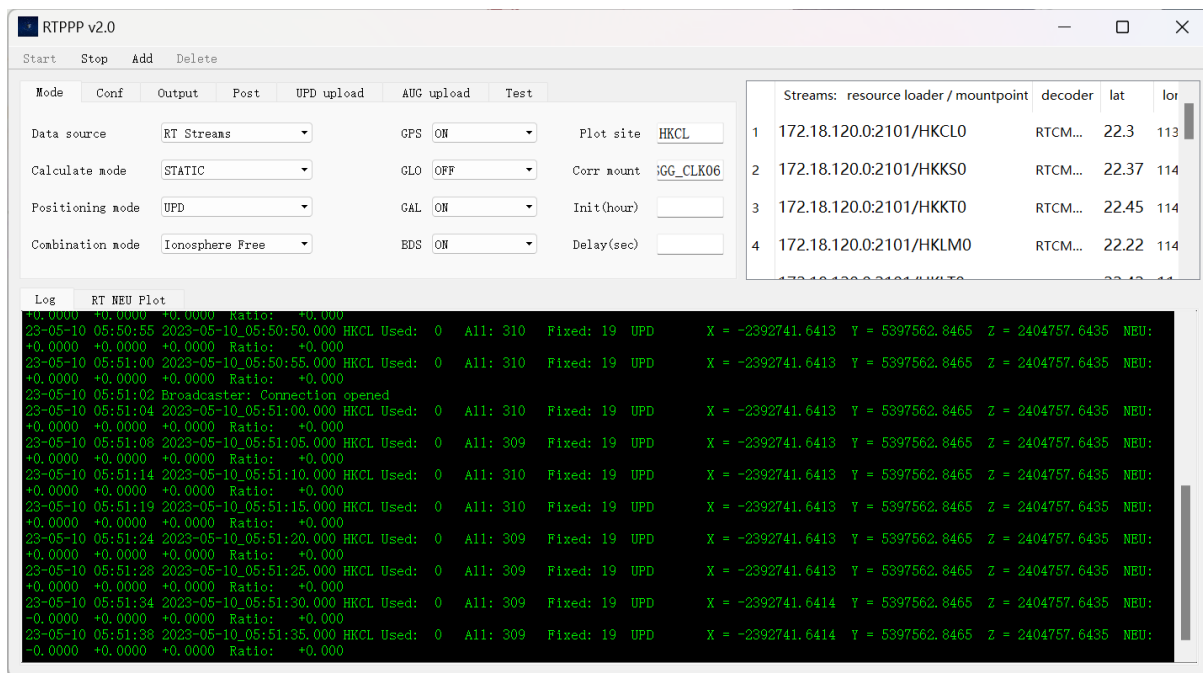 RTPPP v2.0
Start Stop Add Delete
Mode Conf Output Post UPD upload AUG upload Test
Data source RT Streams GPS ON Plot site HKCL
Calculate mode STATIC GLO OFF Corr mount GG_CLK06
Positioning mode UPD GAL ON Init(hour)
Combination mode Ionosphere Free BDS ON Delay(sec)
Streams: resource loader / mountpoint decoder lat
1 172.18.120.0:2101/HKCL0 RTCM... 22.3 113
2 172.18.120.0:2101/HKKS0 RTCM... 22.37 114
3 172.18.120.0:2101/HKKT0 RTCM... 22.45 114
4 172.18.120.0:2101/HKLM0 RTCM... 22.22 114
Log RT NEU Plot
+0.0000 +0.0000 +0.0000 Ratio: +0.000
23-05-10 05:50:55 2023-05-10_05:50:50.000 HKCL Used: 0 All: 310 Fixed: 19 UPD X = -2392741.6413 Y = 5397562.8465 Z = 2404757.6435 NEU:
+0.0000 +0.0000 +0.0000 Ratio: +0.000
23-05-10 05:51:00 2023-05-10_05:50:55.000 HKCL Used: 0 All: 310 Fixed: 19 UPD X = -2392741.6413 Y = 5397562.8465 Z = 2404757.6435 NEU:
+0.0000 +0.0000 +0.0000 Ratio: +0.000
23-05-10 05:51:02 Broadcaster: Connection opened
23-05-10 05:51:04 2023-05-10_05:51:00.000 HKCL Used: 0 All: 310 Fixed: 19 UPD X = -2392741.6413 Y = 5397562.8465 Z = 2404757.6435 NEU:
+0.0000 +0.0000 +0.0000 Ratio: +0.000
23-05-10 05:51:08 2023-05-10_05:51:05.000 HKCL Used: 0 All: 309 Fixed: 19 UPD X = -2392741.6413 Y = 5397562.8465 Z = 2404757.6435 NEU:
+0.0000 +0.0000 +0.0000 Ratio: +0.000
23-05-10 05:51:14 2023-05-10_05:51:10.000 HKCL Used: 0 All: 310 Fixed: 19 UPD X = -2392741.6413 Y = 5397562.8465 Z = 2404757.6435 NEU:
+0.0000 +0.0000 +0.0000 Ratio: +0.000
23-05-10 05:51:19 2023-05-10_05:51:15.000 HKCL Used: 0 All: 310 Fixed: 19 UPD X = -2392741.6413 Y = 5397562.8465 Z = 2404757.6435 NEU:
+0.0000 +0.0000 +0.0000 Ratio: +0.000
23-05-10 05:51:24 2023-05-10_05:51:20.000 HKCL Used: 0 All: 309 Fixed: 19 UPD X = -2392741.6413 Y = 5397562.8465 Z = 2404757.6435 NEU:
+0.0000 +0.0000 +0.0000 Ratio: +0.000
23-05-10 05:51:28 2023-05-10_05:51:25.000 HKCL Used: 0 All: 309 Fixed: 19 UPD X = -2392741.6413 Y = 5397562.8465 Z = 2404757.6435 NEU:
+0.0000 +0.0000 +0.0000 Ratio: +0.000
23-05-10 05:51:34 2023-05-10_05:51:30.000 HKCL Used: 0 All: 309 Fixed: 19 UPD X = -2392741.6414 Y = 5397562.8465 Z = 2404757.6435 NEU:
-0.0000 +0.0000 +0.0000 Ratio: +0.000
23-05-10 05:51:38 2023-05-10_05:51:35.000 HKCL Used: 0 All: 309 Fixed: 19 UPD X = -2392741.6414 Y = 5397562.8465 Z = 2404757.6435 NEU:
-0.0000 +0.0000 +0.0000 Ratio: +0.000